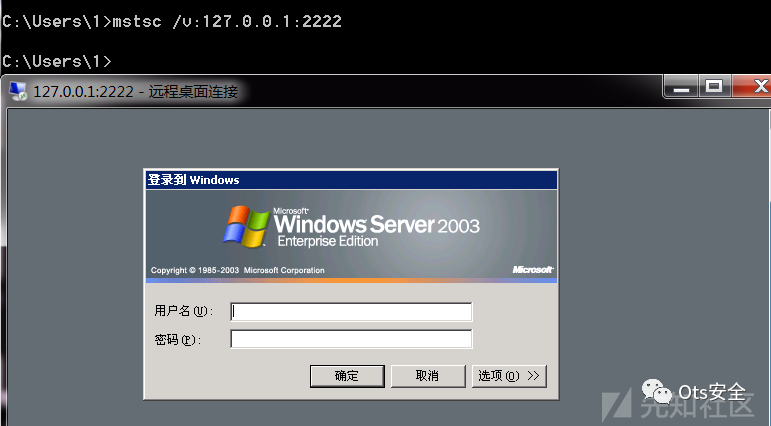 C:\Users\1>mstsc /v:127.0.0.1:2222
C:\Users\1>
127.0.0.1:2222 - 远程桌面连接
登录到 Windows
Microsoft
Windows Server 2003
Enterprise Edition
Copyright © 1985-2003 Microsoft Corporation
Microsoft
用户名(U):
密码(P):
确定 取消 选项(O) >>
Ots安全
先知社区